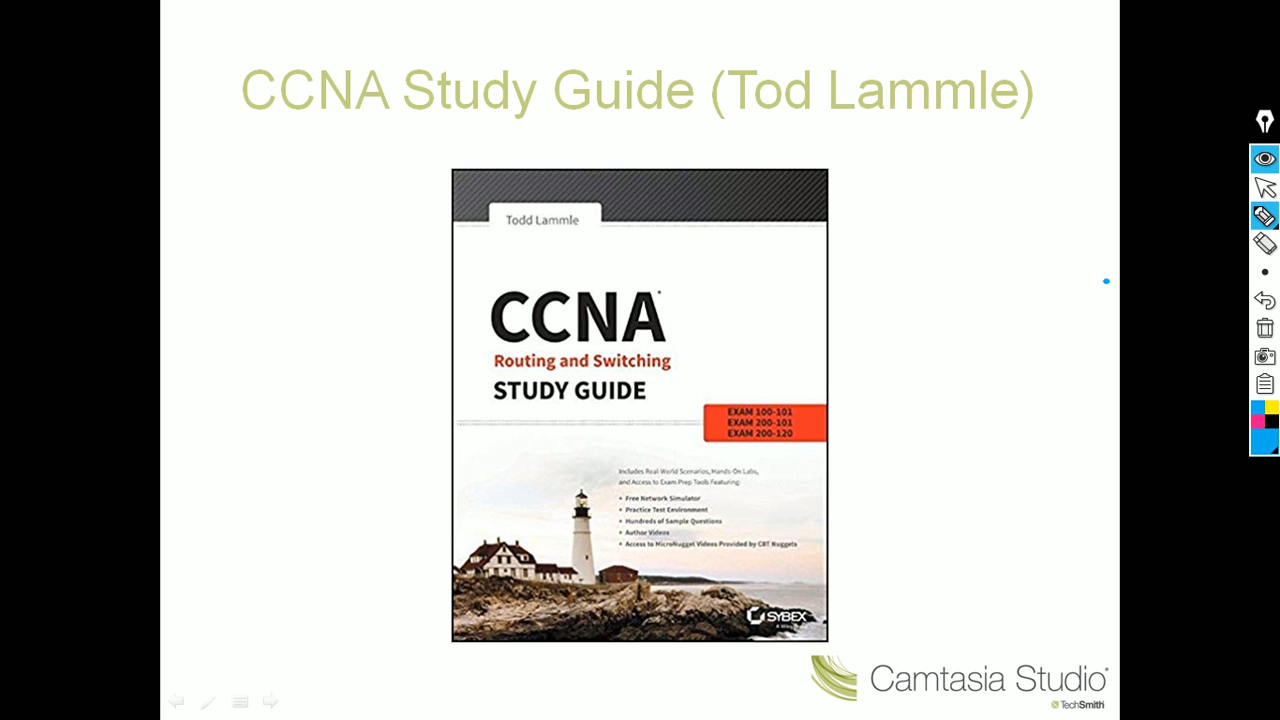 CCNA Study Guide (Tod Lammle)
Todd Lammle
CCNA
Routing and Switching
STUDY GUIDE
EXAM 100-101
EXAM 200-101
EXAM 200-120
Includes Real World Scenarios, Hands-On Labs,
and Access to Exam Prep Tools Featuring:
• Free Network Simulator
• Practice Test Environment
• Hundreds of Sample Questions
• Author Videos
• Access to MicroNugget Videos Provided by CBT Nuggets
SYBEX
A Wiley
Camtasia Studio
TechSmith